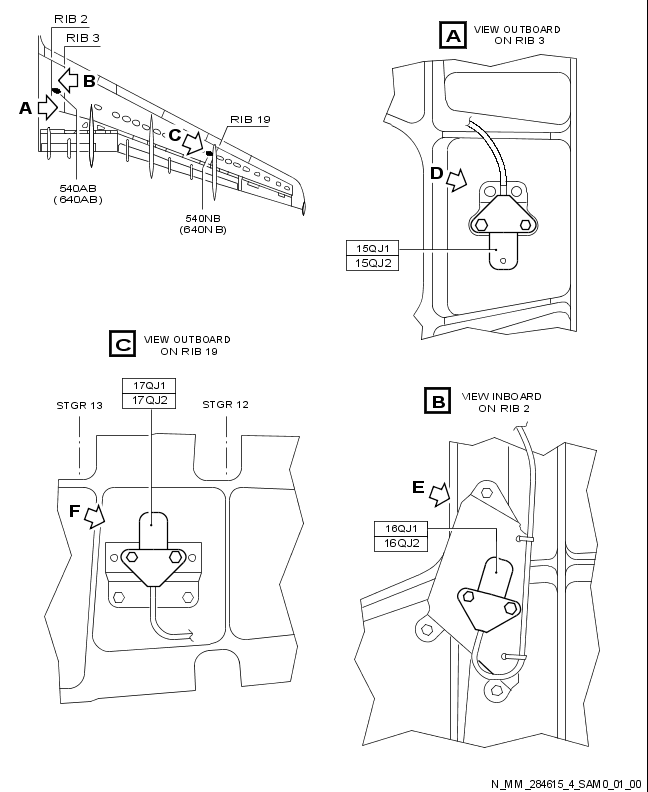 RIB 2
RIB 3
B
A
C
RIB 19
540AB
(640AB)
540NB
(640NB)
A
VIEW OUTBOARD
ON RIB 3
D
15QJ1
15QJ2
C
VIEW OUTBOARD
ON RIB 19
17QJ1
17QJ2
STGR 13
STGR 12
F
B
VIEW INBOARD
ON RIB 2
E
16QJ1
16QJ2
N_MM_284615_4_SAM0_01_00